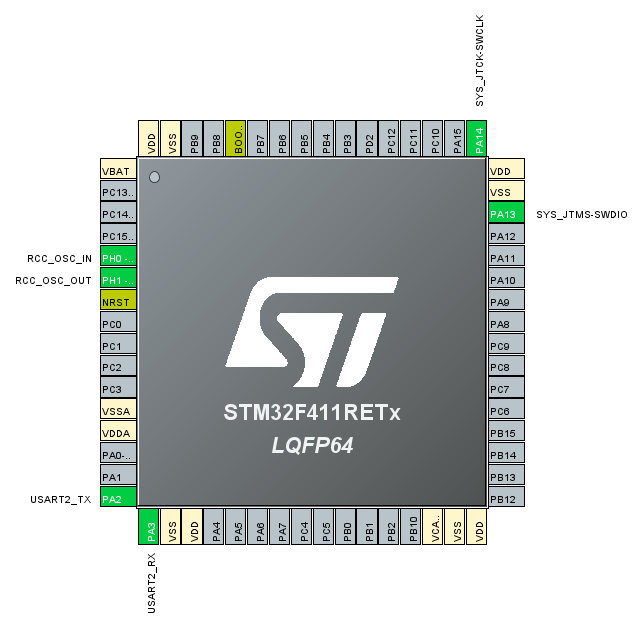 SYS_JTCK-SWCLK
VDD
VSS
PB9
PB8
BOO..
PB7
PB6
PB5
PB4
PB3
PD2
PC12
PC11
PC10
PA15
PA14
VBAT
PC13..
PC14..
PC15..
RCC_OSC_IN PH0 -..
RCC_OSC_OUT PH1 -..
NRST
PC0
PC1
PC2
PC3
VSSA
VDDA
PA0-..
PA1
USART2_TX PA2
VDD
VSS
PA13 SYS_JTMS-SWDIO
PA12
PA11
PA10
PA9
PA8
PC9
PC8
PC7
PC6
PB15
PB14
PB13
PB12
ST
STM32F411RETx
LQFP64
PA3
VSS
VDD
PA4
PA5
PA6
PA7
PC4
PC5
PB0
PB1
PB2
PB10
VCA..
VSS
VDD
USART2_RX